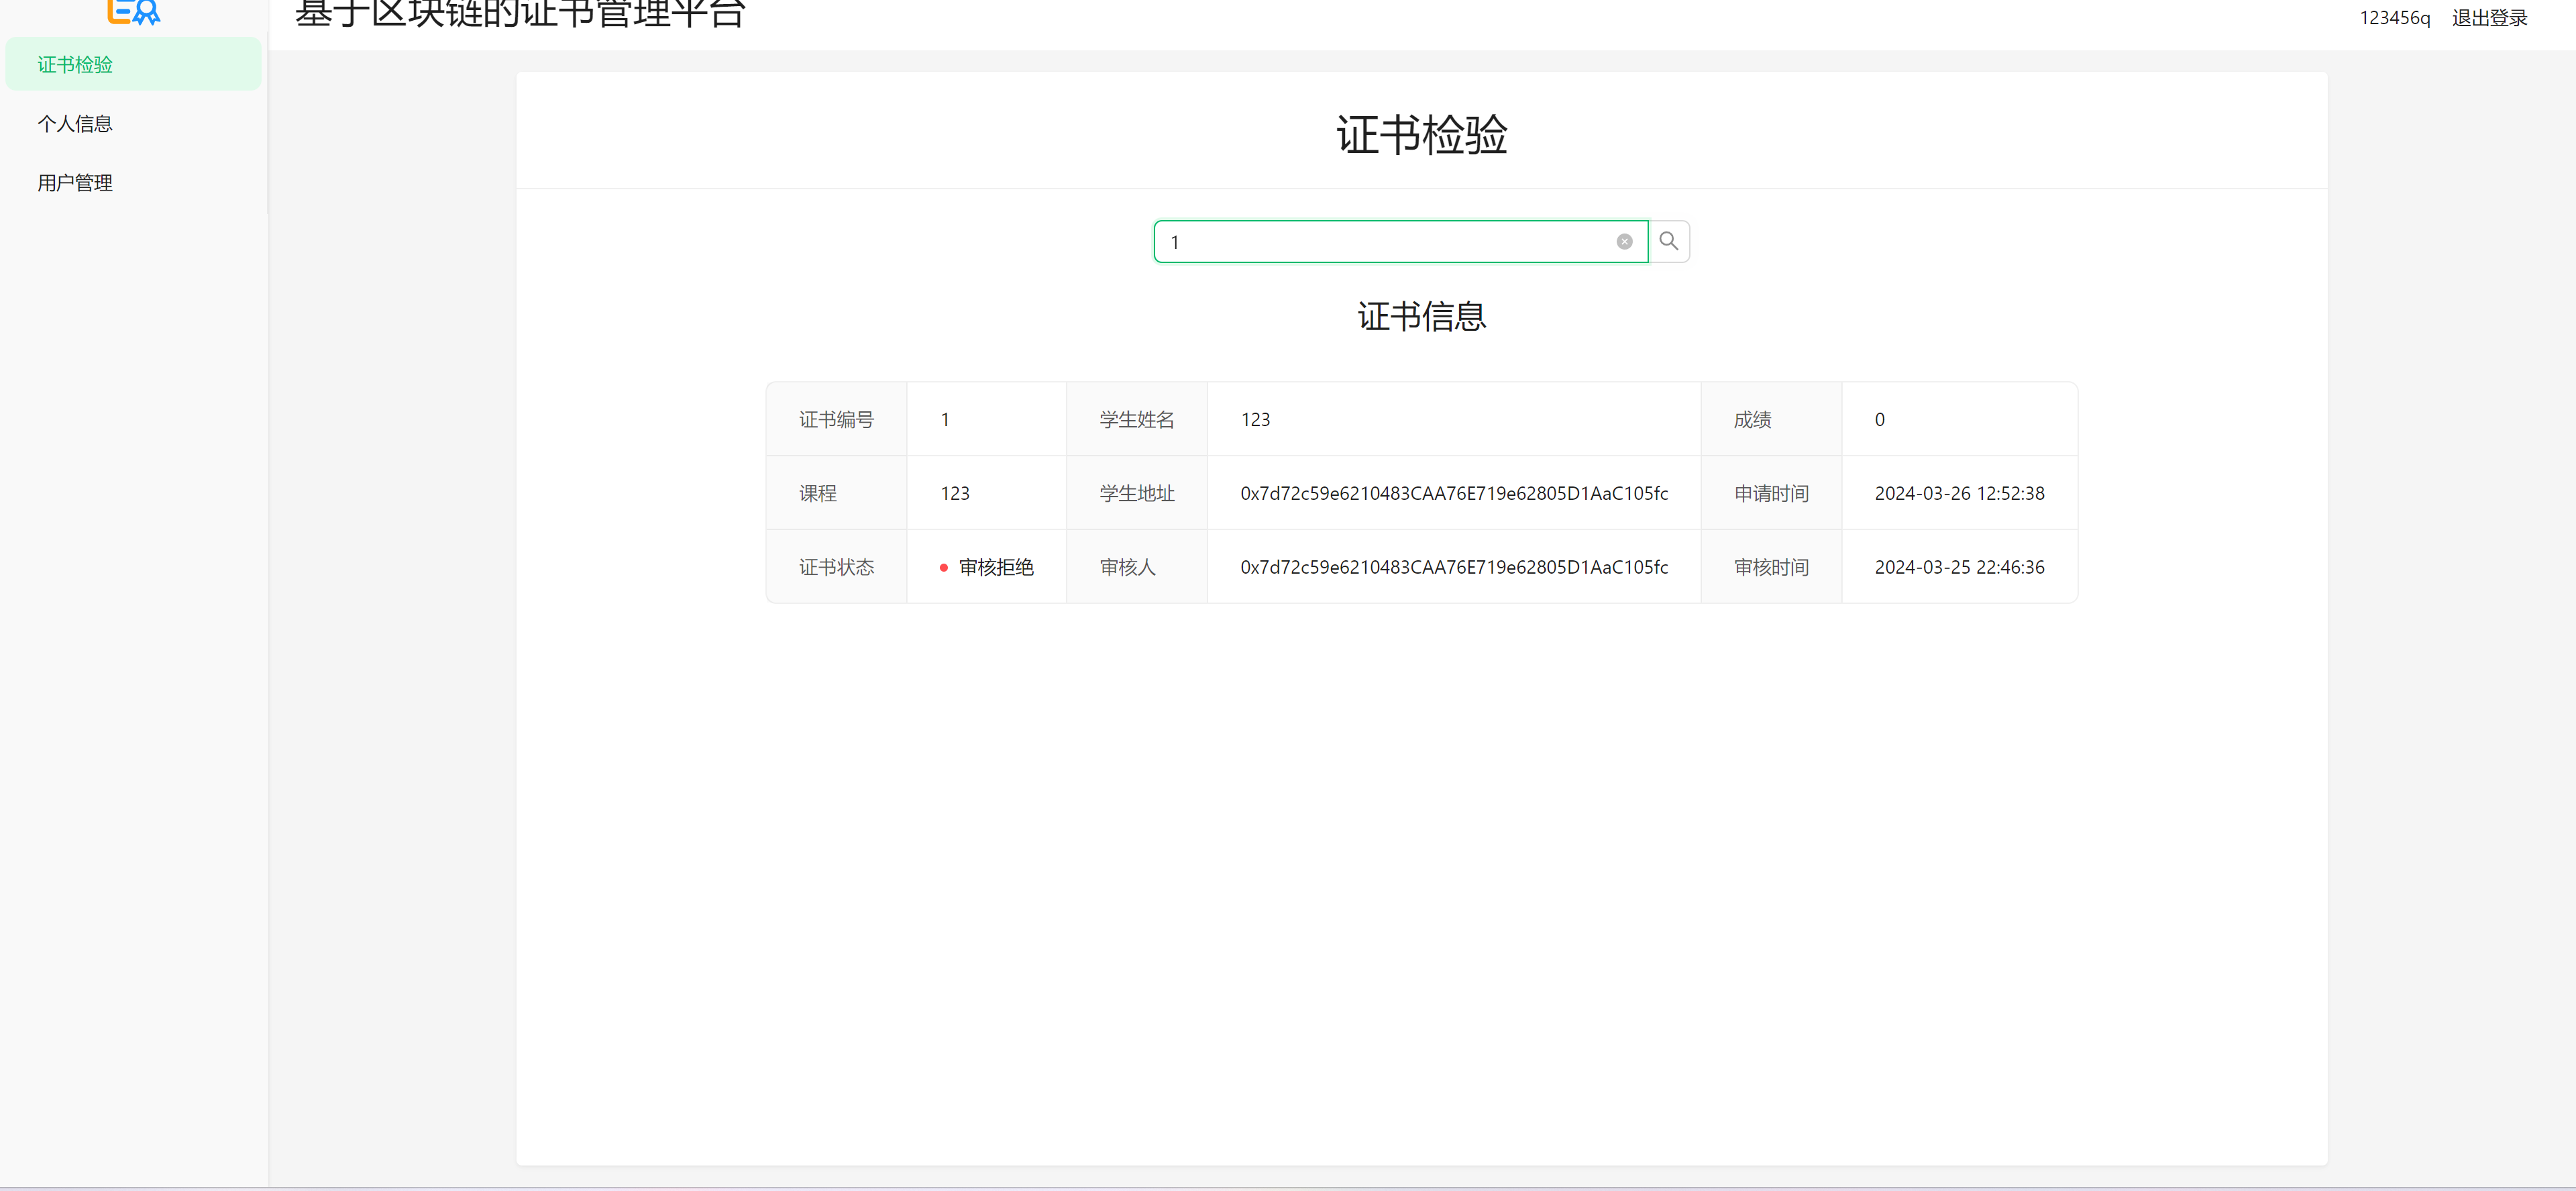 基于区块链的证书管理平台
123456q 退出登录
证书检验
个人信息
用户管理
证书检验
1
证书信息
证书编号 1 学生姓名 123 成绩 0
课程 123 学生地址 0x7d72c59e6210483CAA76E719e62805D1AaC105fc 申请时间 2024-03-26 12:52:38
证书状态 审核拒绝 审核人 0x7d72c59e6210483CAA76E719e62805D1AaC105fc 审核时间 2024-03-25 22:46:36